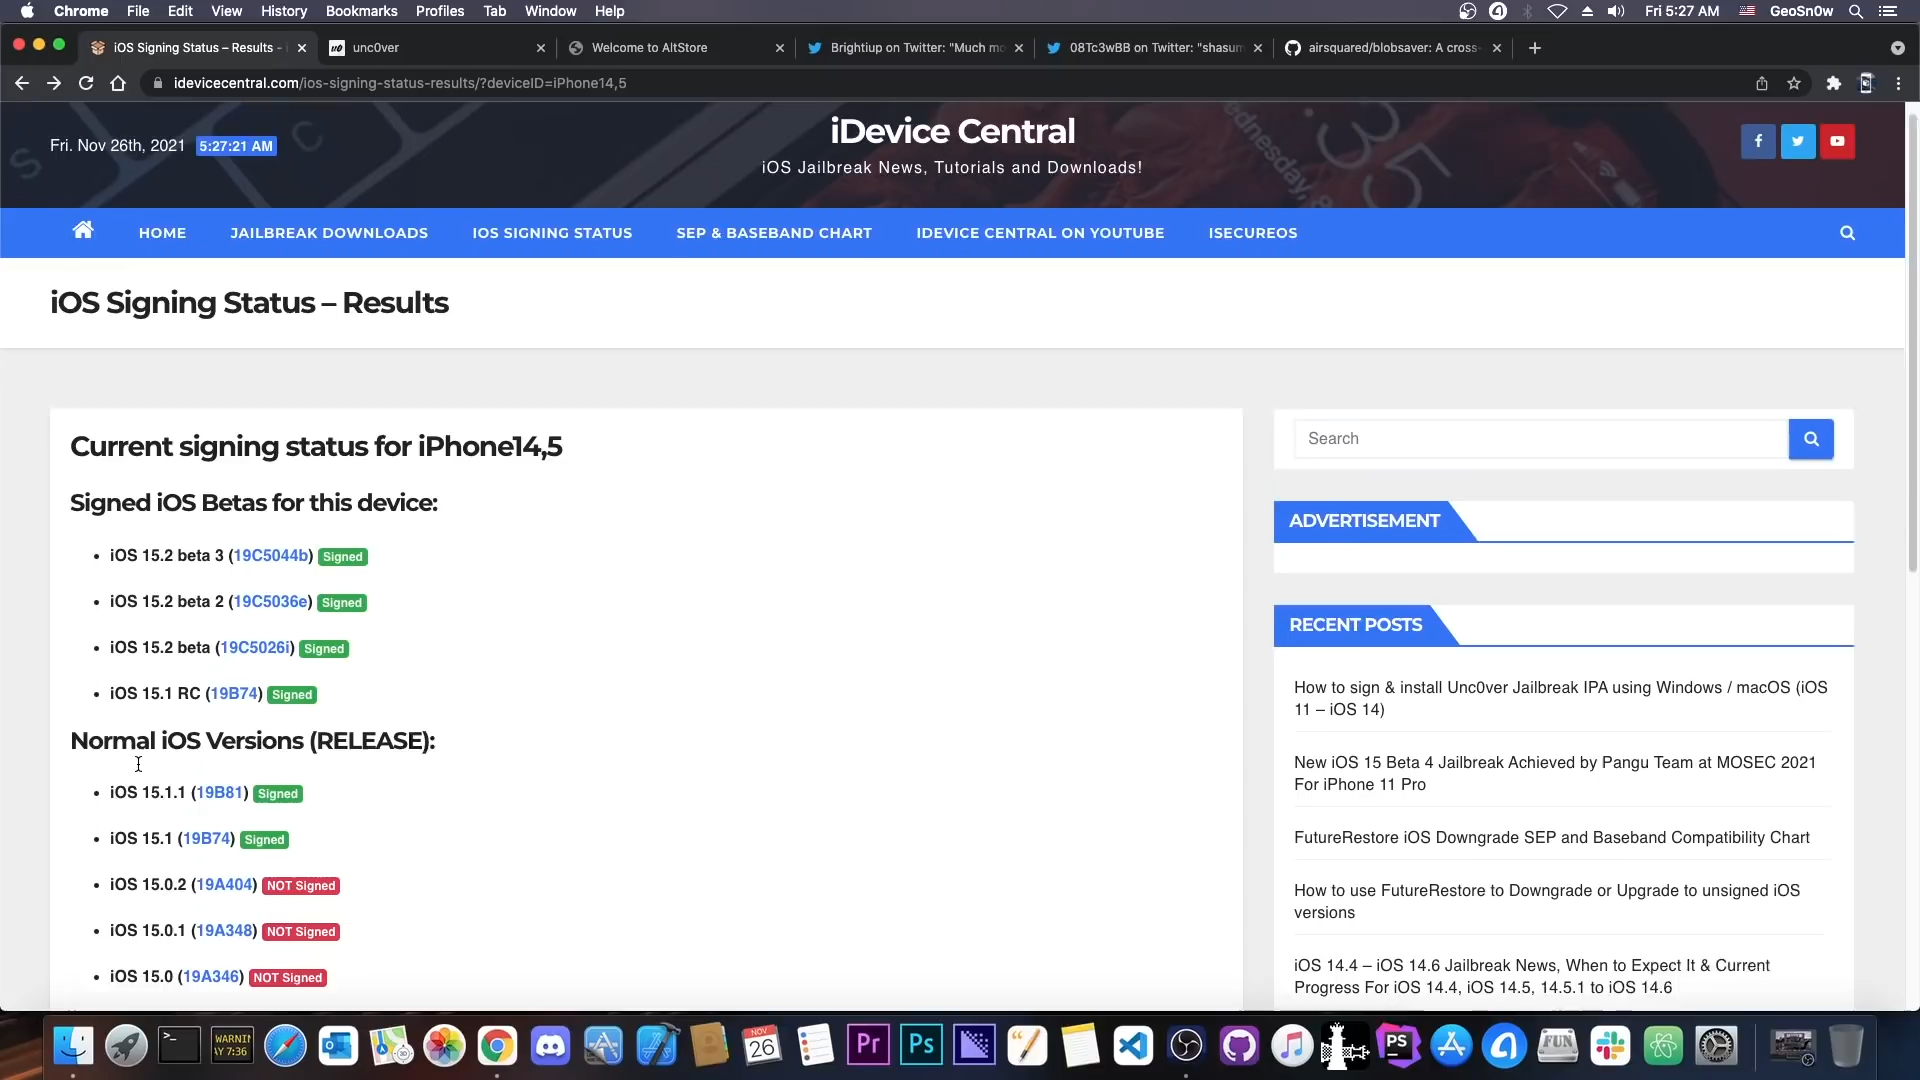 Chrome File Edit View History Bookmarks Profiles Tab Window Help
Fri 5:27 AM GeoSn0w
iOS Signing Status – Results -
unc0ver
Welcome to AltStore
Brightiup on Twitter: "Much mo
08Tc3wBB on Twitter: "shasum
airsquared/blobsaver: A cross-
idevicecentral.com/ios-signing-status-results/?deviceID=iPhone14,5
Fri. Nov 26th, 2021 5:27:21 AM
iDevice Central
iOS Jailbreak News, Tutorials and Downloads!
HOME JAILBREAK DOWNLOADS IOS SIGNING STATUS SEP & BASEBAND CHART IDEVICE CENTRAL ON YOUTUBE ISECUREOS
iOS Signing Status – Results
Current signing status for iPhone14,5
Signed iOS Betas for this device:
• iOS 15.2 beta 3 (19C5044b) Signed
• iOS 15.2 beta 2 (19C5036e) Signed
• iOS 15.2 beta (19C5026i) Signed
• iOS 15.1 RC (19B74) Signed
Normal iOS Versions (RELEASE):
• iOS 15.1.1 (19B81) Signed
• iOS 15.1 (19B74) Signed
• iOS 15.0.2 (19A404) NOT Signed
• iOS 15.0.1 (19A348) NOT Signed
• iOS 15.0 (19A346) NOT Signed
Search
ADVERTISEMENT
RECENT POSTS
How to sign & install Unc0ver Jailbreak IPA using Windows / macOS (iOS
11 – iOS 14)
New iOS 15 Beta 4 Jailbreak Achieved by Pangu Team at MOSEC 2021
For iPhone 11 Pro
FutureRestore iOS Downgrade SEP and Baseband Compatibility Chart
How to use FutureRestore to Downgrade or Upgrade to unsigned iOS
versions
iOS 14.4 – iOS 14.6 Jailbreak News, When to Expect It & Current
Progress For iOS 14.4, iOS 14.5, 14.5.1 to iOS 14.6
WARNIN
AY 7:36
NOV
26
Pr
Ps
PS
FUN